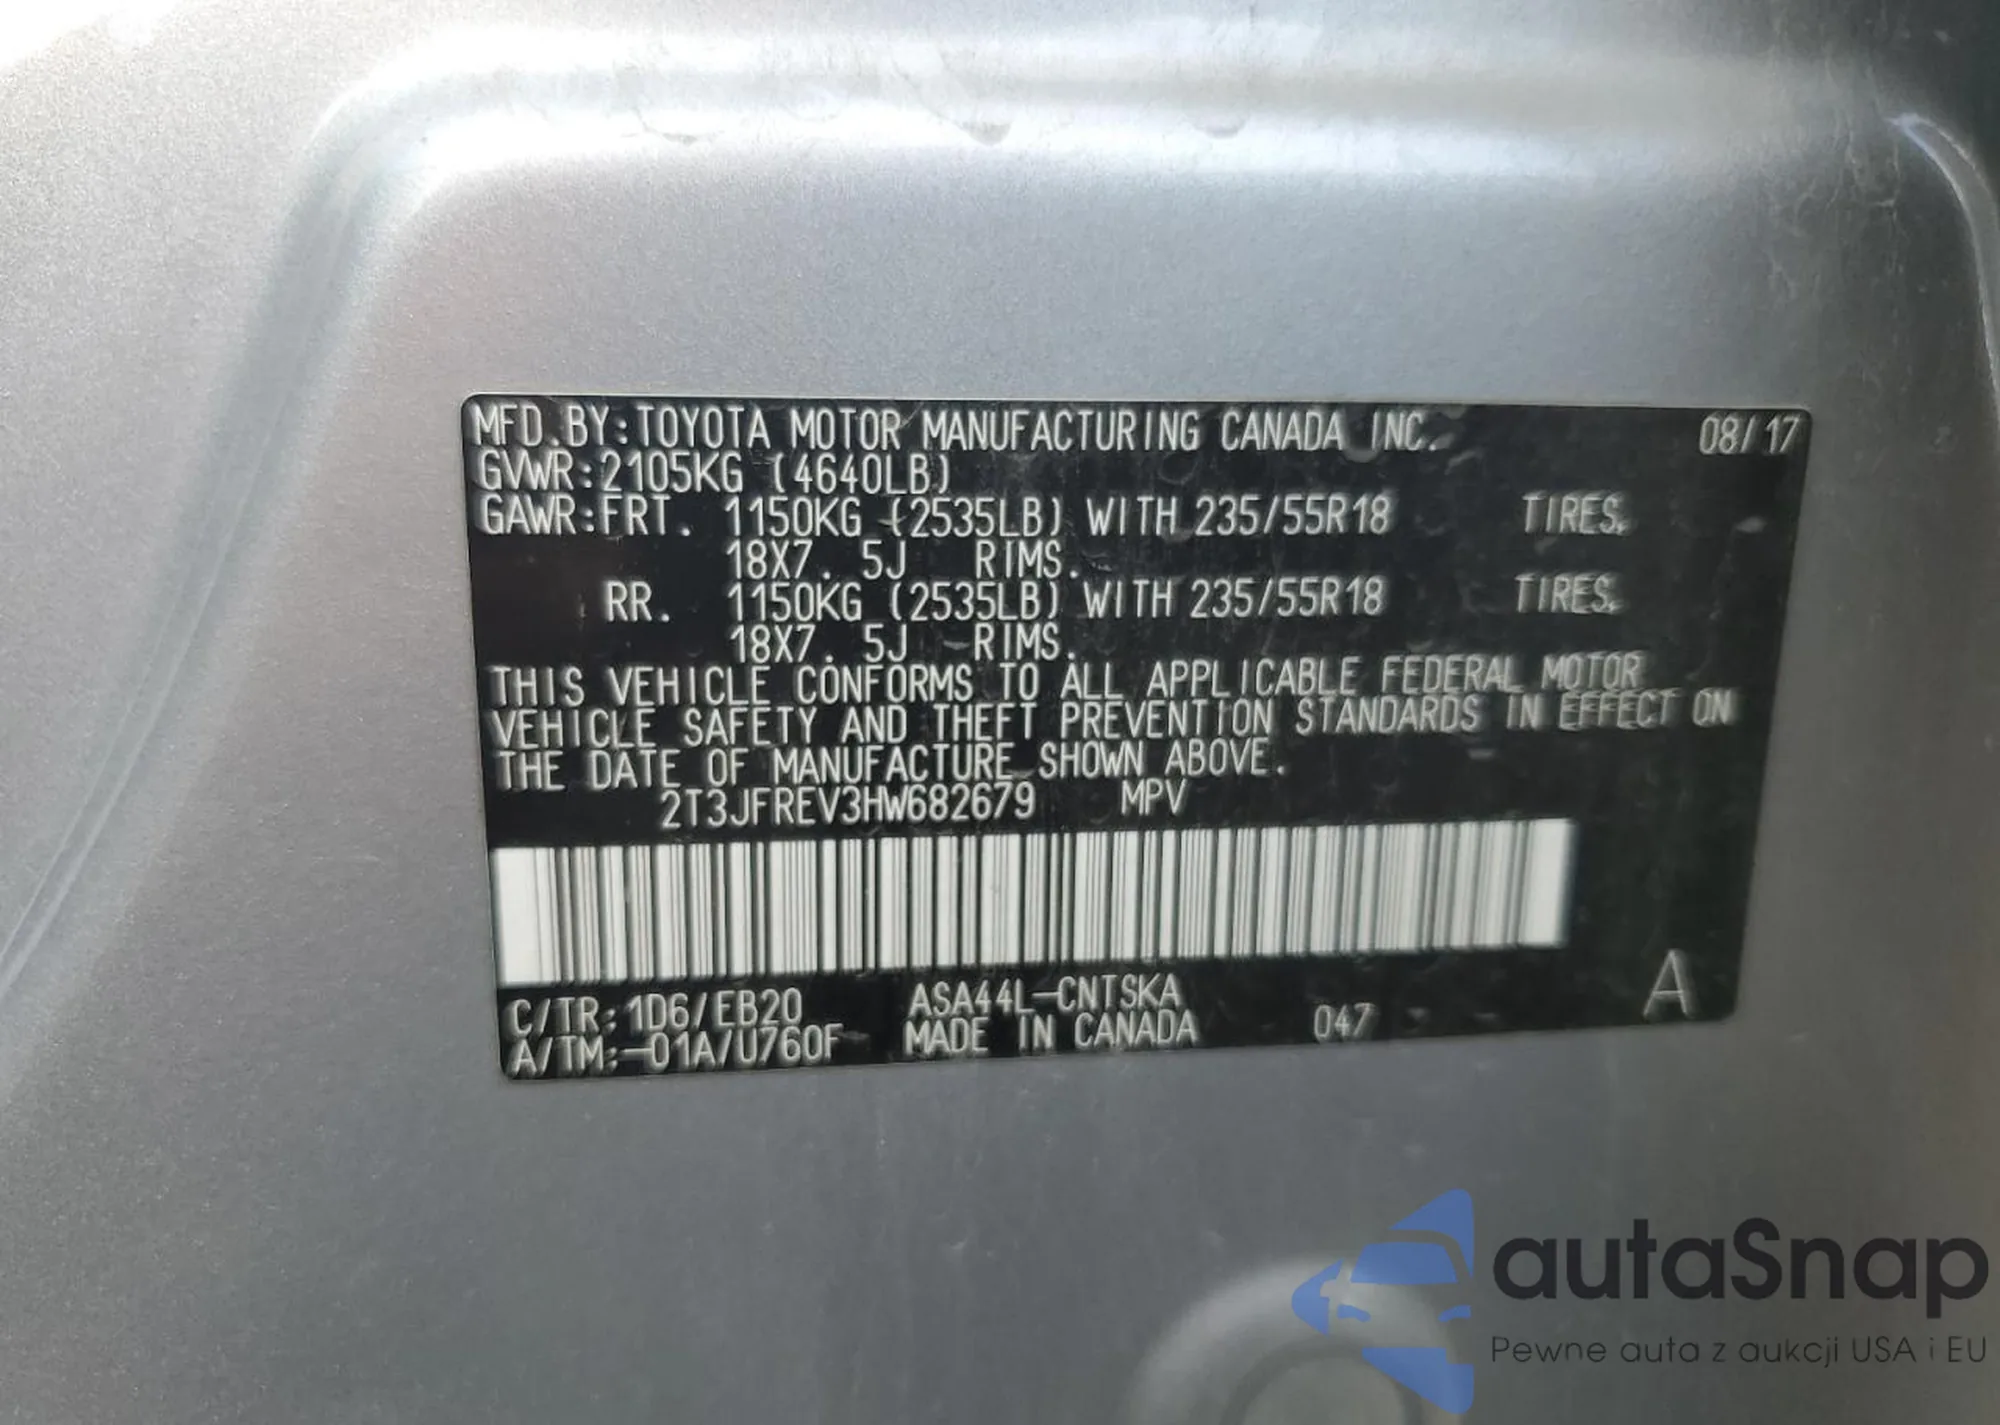 MFD.BY:TOYOTA MOTOR MANUFACTURING CANADA INC. 08/17
GVWR:2105KG (4640LB)
GAWR:FRT. 1150KG (2535LB) WITH 235/55R18 TIRES,
18X7.5J RIMS.
RR. 1150KG (2535LB) WITH 235/55R18 TIRES,
18X7.5J RIMS.
THIS VEHICLE CONFORMS TO ALL APPLICABLE FEDERAL MOTOR
VEHICLE SAFETY AND THEFT PREVENTION STANDARDS IN EFFECT ON
THE DATE OF MANUFACTURE SHOWN ABOVE.
2T3JFREV3HW682679 MPV
C/TR:1D6/EB20 ASA44L-CNTSKA A
A/TM:-01A/U760F MADE IN CANADA 047
autaSnap
Pewne auta z aukcji USA i EU